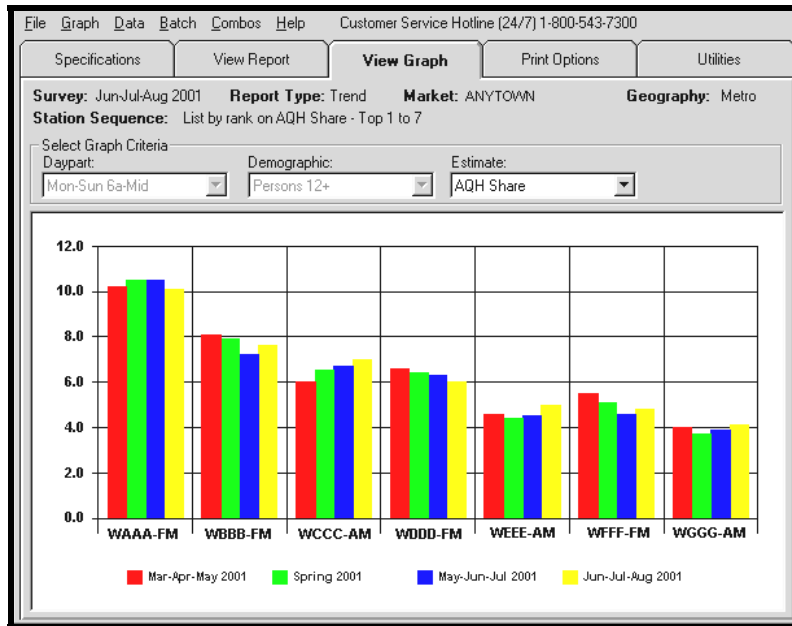 File Graph Data Batch Combos Help Customer Service Hotline (24/7) 1-800-543-7300
Specifications View Report View Graph Print Options Utilities
Survey: Jun-Jul-Aug 2001 Report Type: Trend Market: ANYTOWN Geography: Metro
Station Sequence: List by rank on AQH Share - Top 1 to 7
Select Graph Criteria
Daypart: Demographic: Estimate:
Mon-Sun 6a-Mid Persons 12+ AQH Share
12.0
10.0
8.0
6.0
4.0
2.0
0.0
WAAA-FM WBBB-FM WCCC-AM WDDD-FM WEEE-AM WFFF-FM WGGG-AM
Mar-Apr-May 2001 Spring 2001 May-Jun-Jul 2001 Jun-Jul-Aug 2001